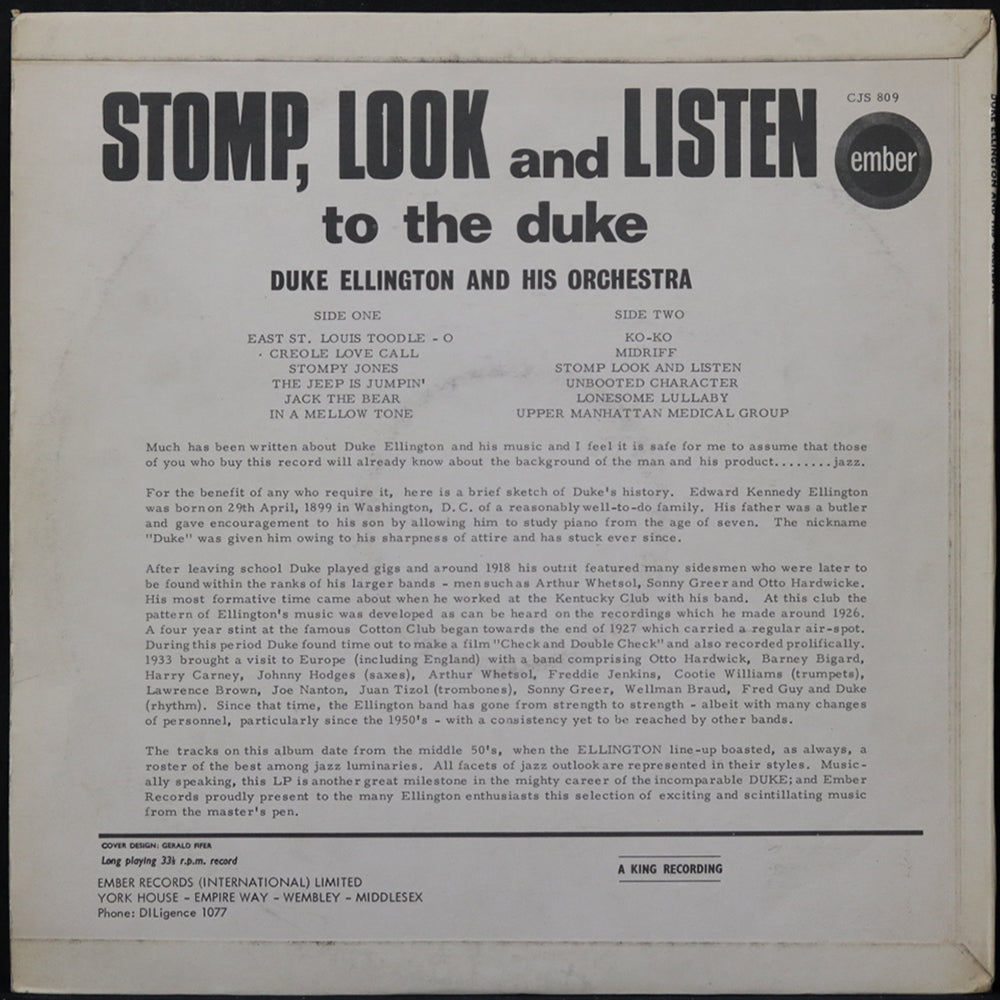 CJS 809
STOMP, LOOK and LISTEN
ember
to the duke
DUKE ELLINGTON AND HIS ORCHESTRA
SIDE ONE
EAST ST. LOUIS TOODLE - O
CREOLE LOVE CALL
STOMPY JONES
THE JEEP IS JUMPIN'
JACK THE BEAR
IN A MELLOW TONE
SIDE TWO
KO-KO
MIDRIFF
STOMP LOOK AND LISTEN
UNBOOTED CHARACTER
LONESOME LULLABY
UPPER MANHATTAN MEDICAL GROUP
Much has been written about Duke Ellington and his music and I feel it is safe for me to assume that those
of you who buy this record will already know about the background of the man and his product........jazz.
For the benefit of any who require it, here is a brief sketch of Duke's history. Edward Kennedy Ellington
was born on 29th April, 1899 in Washington, D.C. of a reasonably well-to-do family. His father was a butler
and gave encouragement to his son by allowing him to study piano from the age of seven. The nickname
"Duke" was given him owing to his sharpness of attire and has stuck ever since.
After leaving school Duke played gigs and around 1918 his outfit featured many sidesmen who were later to
be found within the ranks of his larger bands - men such as Arthur Whetsol, Sonny Greer and Otto Hardwicke.
His most formative time came about when he worked at the Kentucky Club with his band. At this club the
pattern of Ellington's music was developed as can be heard on the recordings which he made around 1926.
A four year stint at the famous Cotton Club began towards the end of 1927 which carried a regular air-spot.
During this period Duke found time out to make a film "Check and Double Check" and also recorded prolifically.
1933 brought a visit to Europe (including England) with a band comprising Otto Hardwick, Barney Bigard,
Harry Carney, Johnny Hodges (saxes), Arthur Whetsol, Freddie Jenkins, Cootie Williams (trumpets),
Lawrence Brown, Joe Nanton, Juan Tizol (trombones), Sonny Greer, Wellman Braud, Fred Guy and Duke
(rhythm). Since that time, the Ellington band has gone from strength to strength - albeit with many changes
of personnel, particularly since the 1950's - with a consistency yet to be reached by other bands.
The tracks on this album date from the middle 50's, when the ELLINGTON line-up boasted, as always, a
roster of the best among jazz luminaries. All facets of jazz outlook are represented in their styles. Music-
ally speaking, this LP is another great milestone in the mighty career of the incomparable DUKE; and Ember
Records proudly present to the many Ellington enthusiasts this selection of exciting and scintillating music
from the master's pen.
COVER DESIGN: GERALD FIFER
Long playing 33⅓ r.p.m. record
EMBER RECORDS (INTERNATIONAL) LIMITED
YORK HOUSE - EMPIRE WAY - WEMBLEY - MIDDLESEX
Phone: DILigence 1077
A KING RECORDING